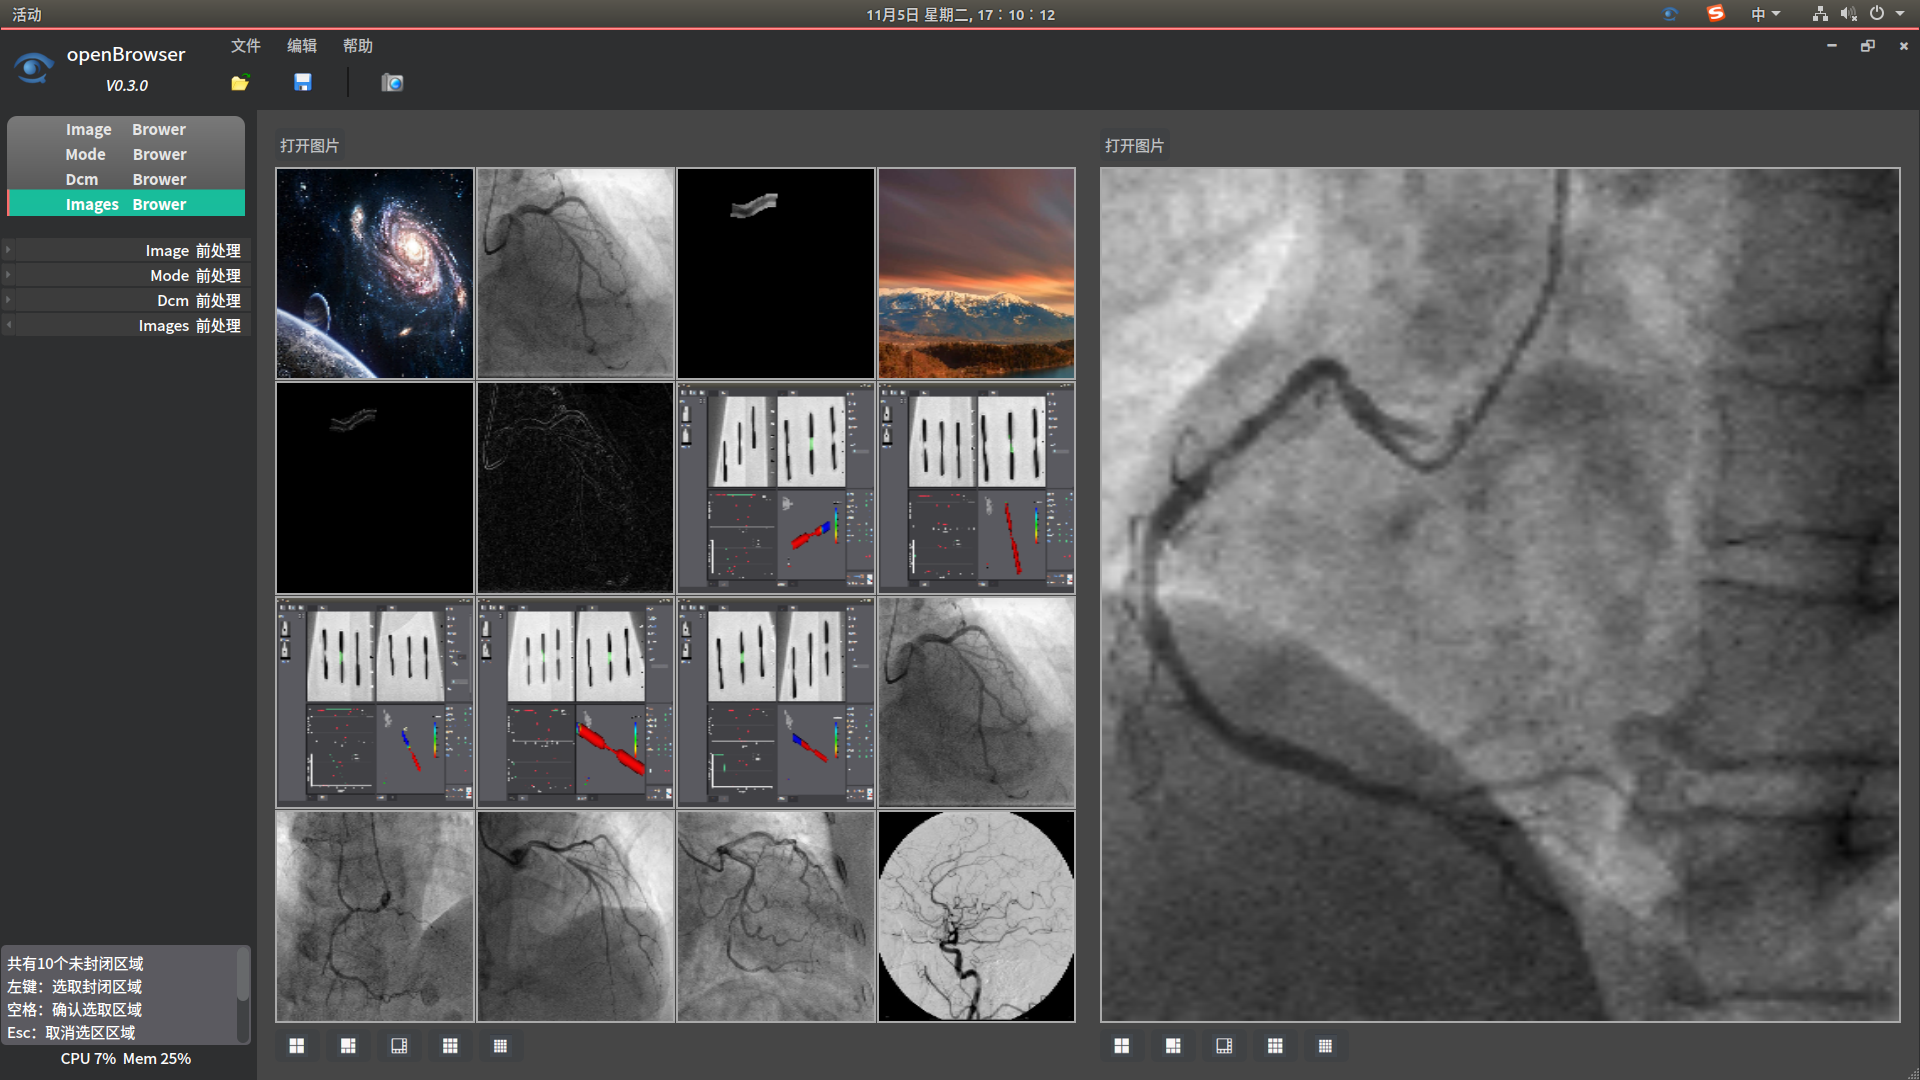 活动
11月5日 星期二, 17：10：12
中
openBrowser
V0.3.0
文件 编辑 帮助
Image Brower
Mode Brower
Dcm Brower
Images Brower
Image 前处理
Mode 前处理
Dcm 前处理
Images 前处理
打开图片
打开图片
共有10个未封闭区域
左键：选取封闭区域
空格：确认选取区域
Esc：取消选区区域
CPU 7% Mem 25%